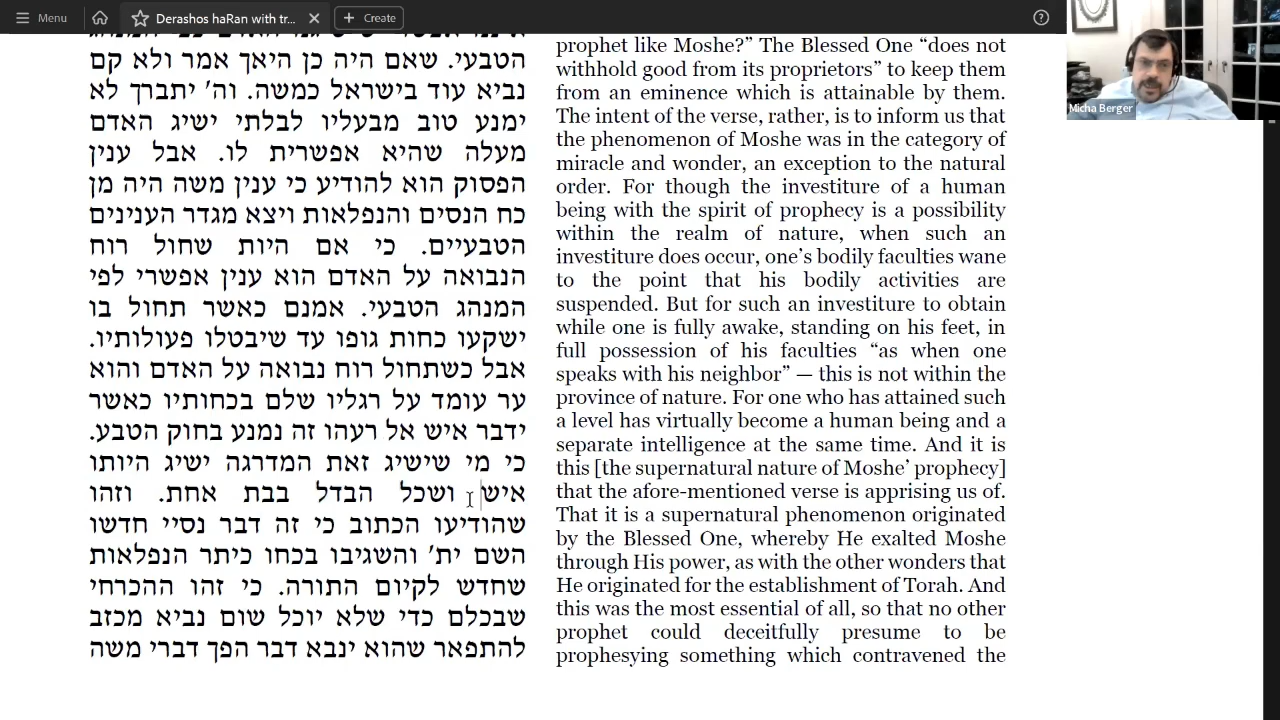 Menu
Derashos haRan with tr...
Create
Micha Berger
הטבעי. שאם היה כן היאך אמר ולא קם
נביא עוד בישראל כמשה. וה' יתברך לא
ימנע טוב מבעליו לבלתי ישיג האדם
מעלה שהיא אפשרית לו. אבל ענין
הפסוק הוא להודיע כי ענין משה היה מן
כח הנסים והנפלאות ויצא מגדר הענינים
הטבעיים. כי אם היות שחול רוח
הנבואה על האדם הוא ענין אפשרי לפי
המנהג הטבעי. אמנם כאשר תחול בו
ישקעו כחות גופו עד שיבטלו פעולותיו.
אבל כשתחול רוח נבואה על האדם והוא
ער עומד על רגליו שלם בכחותיו כאשר
ידבר איש אל רעהו זה נמנע בחוק הטבע.
כי מי שישיג זאת המדרגה ישיג היותו
איש ושכל הבדל בבת אחת. וזהו
שהודיעו הכתוב כי זה דבר נסיי חדשו
השם ית' והשגיבו בכחו כיתר הנפלאות
שחדש לקיום התורה. כי זהו ההכרחי
שבכלם כדי שלא יוכל שום נביא מכזב
להתפאר שהוא ינבא דבר הפך דברי משה
prophet like Moshe?” The Blessed One “does not
withhold good from its proprietors” to keep them
from an eminence which is attainable by them.
The intent of the verse, rather, is to inform us that
the phenomenon of Moshe was in the category of
miracle and wonder, an exception to the natural
order. For though the investiture of a human
being with the spirit of prophecy is a possibility
within the realm of nature, when such an
investiture does occur, one’s bodily faculties wane
to the point that his bodily activities are
suspended. But for such an investiture to obtain
while one is fully awake, standing on his feet, in
full possession of his faculties “as when one
speaks with his neighbor” — this is not within the
province of nature. For one who has attained such
a level has virtually become a human being and a
separate intelligence at the same time. And it is
this [the supernatural nature of Moshe’ prophecy]
that the afore-mentioned verse is apprising us of.
That it is a supernatural phenomenon originated
by the Blessed One, whereby He exalted Moshe
through His power, as with the other wonders that
He originated for the establishment of Torah. And
this was the most essential of all, so that no other
prophet could deceitfully presume to be
prophesying something which contravened the